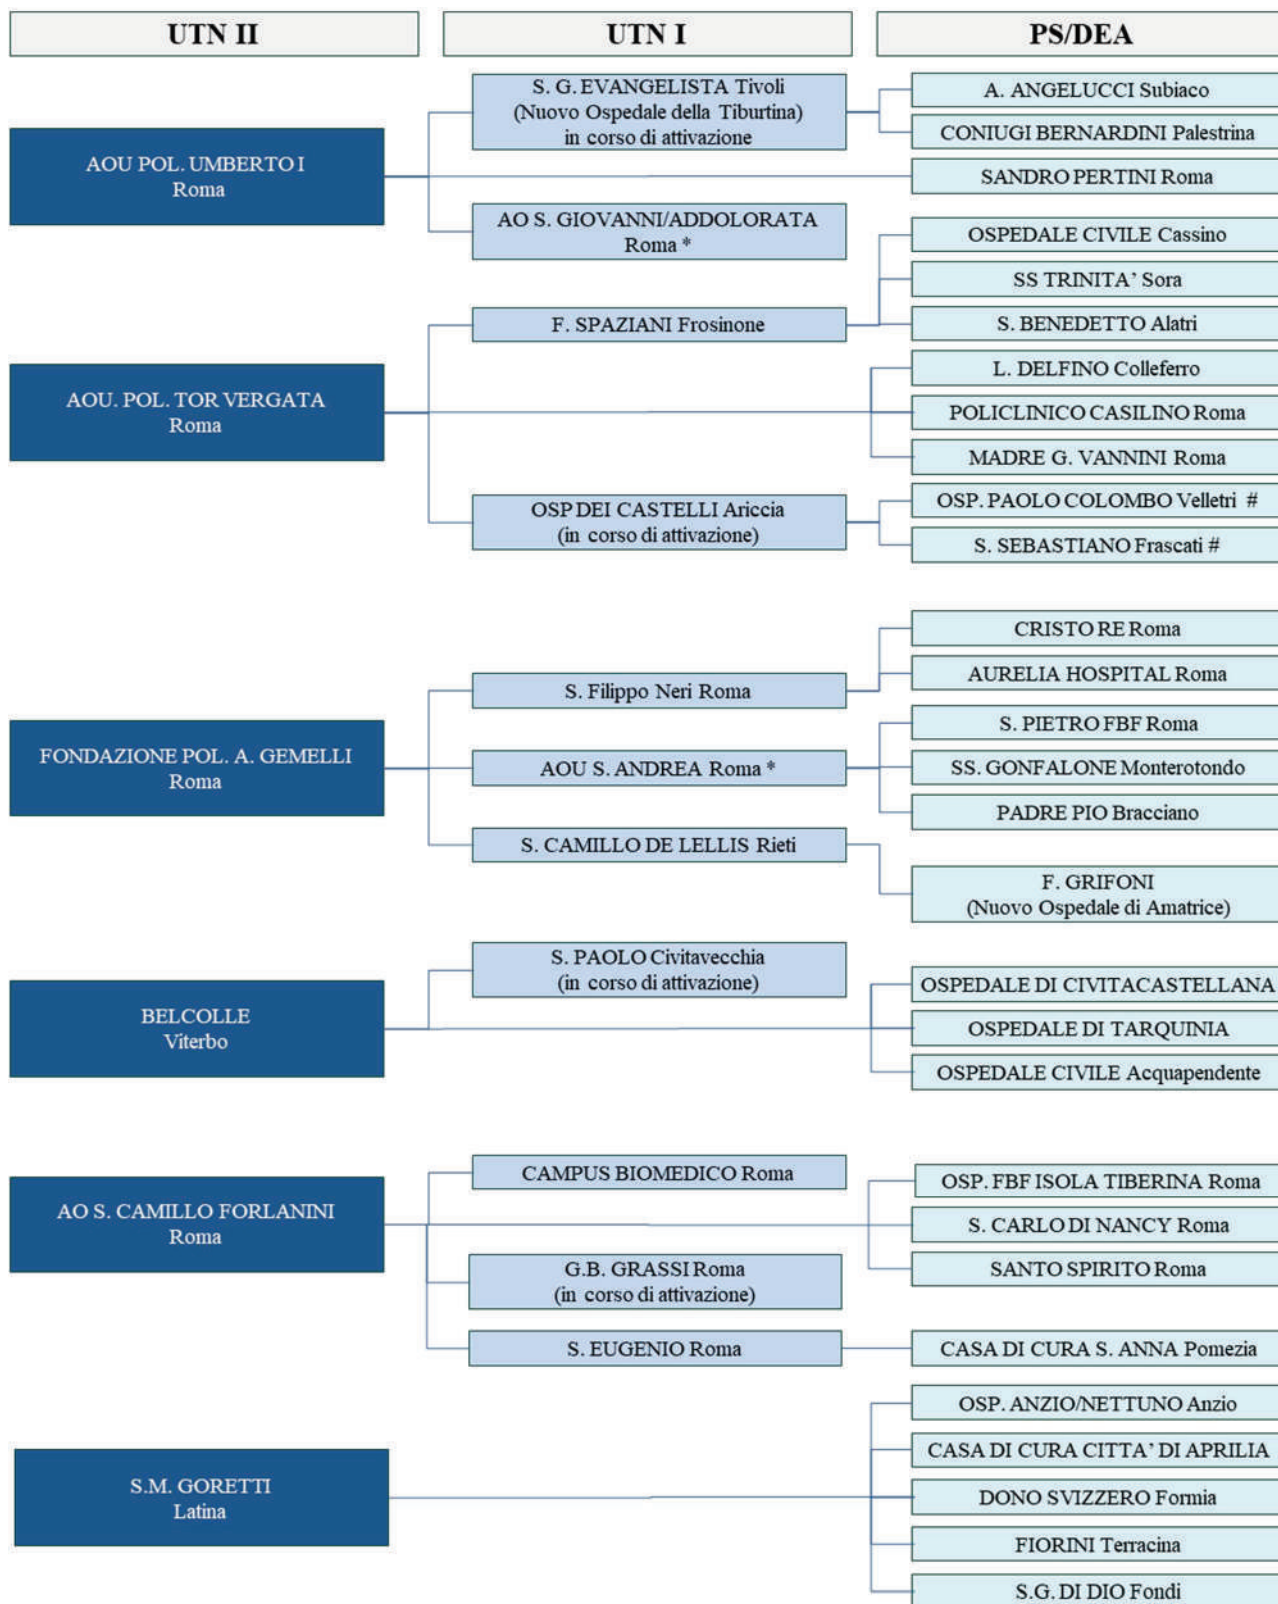 UTN II
UTN I
PS/DEA
AOU POL. UMBERTO I
Roma
S. G. EVANGELISTA Tivoli
(Nuovo Ospedale della Tiburtina)
in corso di attivazione
A. ANGELUCCI Subiaco
CONIUGI BERNARDINI Palestrina
SANDRO PERTINI Roma
AO S. GIOVANNI/ADDOLORATA
Roma *
AOU. POL. TOR VERGATA
Roma
F. SPAZIANI Frosinone
OSPEDALE CIVILE Cassino
SS TRINITA’ Sora
S. BENEDETTO Alatri
L. DELFINO Colleferro
POLICLINICO CASILINO Roma
MADRE G. VANNINI Roma
OSP DEI CASTELLI Ariccia
(in corso di attivazione)
OSP. PAOLO COLOMBO Velletri #
S. SEBASTIANO Frascati #
FONDAZIONE POL. A. GEMELLI
Roma
S. Filippo Neri Roma
CRISTO RE Roma
AURELIA HOSPITAL Roma
AOU S. ANDREA Roma *
S. PIETRO FBF Roma
SS. GONFALONE Monterotondo
PADRE PIO Bracciano
S. CAMILLO DE LELLIS Rieti
F. GRIFONI
(Nuovo Ospedale di Amatrice)
BELCOLLE
Viterbo
S. PAOLO Civitavecchia
(in corso di attivazione)
OSPEDALE DI CIVITACASTELLANA
OSPEDALE DI TARQUINIA
OSPEDALE CIVILE Acquapendente
AO S. CAMILLO FORLANINI
Roma
CAMPUS BIOMEDICO Roma
OSP. FBF ISOLA TIBERINA Roma
S. CARLO DI NANCY Roma
SANTO SPIRITO Roma
G.B. GRASSI Roma
(in corso di attivazione)
S. EUGENIO Roma
CASA DI CURA S. ANNA Pomezia
S.M. GORETTI
Latina
OSP. ANZIO/NETTUNO Anzio
CASA DI CURA CITTA’ DI APRILIA
DONO SVIZZERO Formia
FIORINI Terracina
S.G. DI DIO Fondi